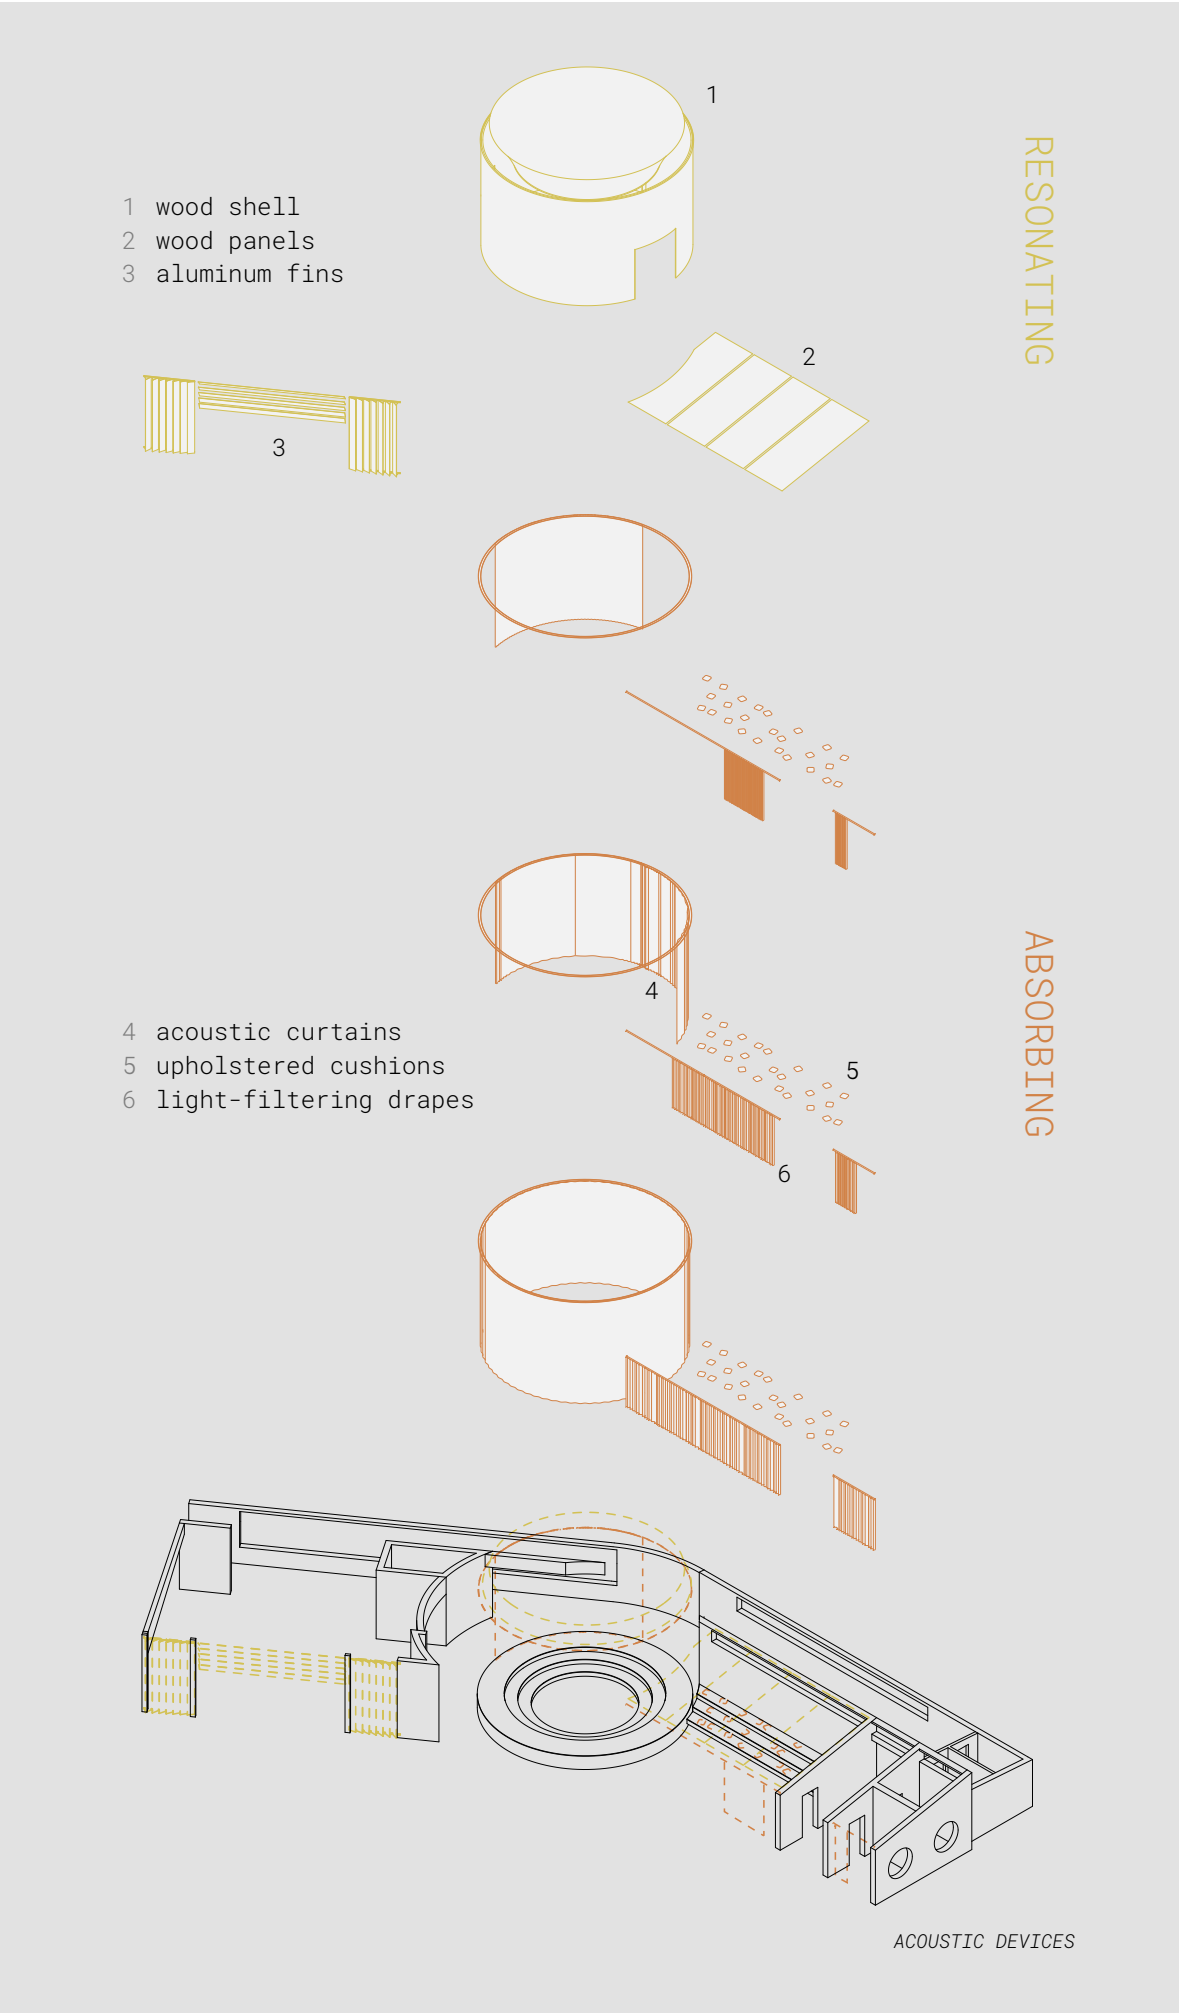 1
RESONATING
1 wood shell
2 wood panels
3 aluminum fins
2
3
ABSORBING
4
4 acoustic curtains
5 upholstered cushions
6 light-filtering drapes
5
6
ACOUSTIC DEVICES